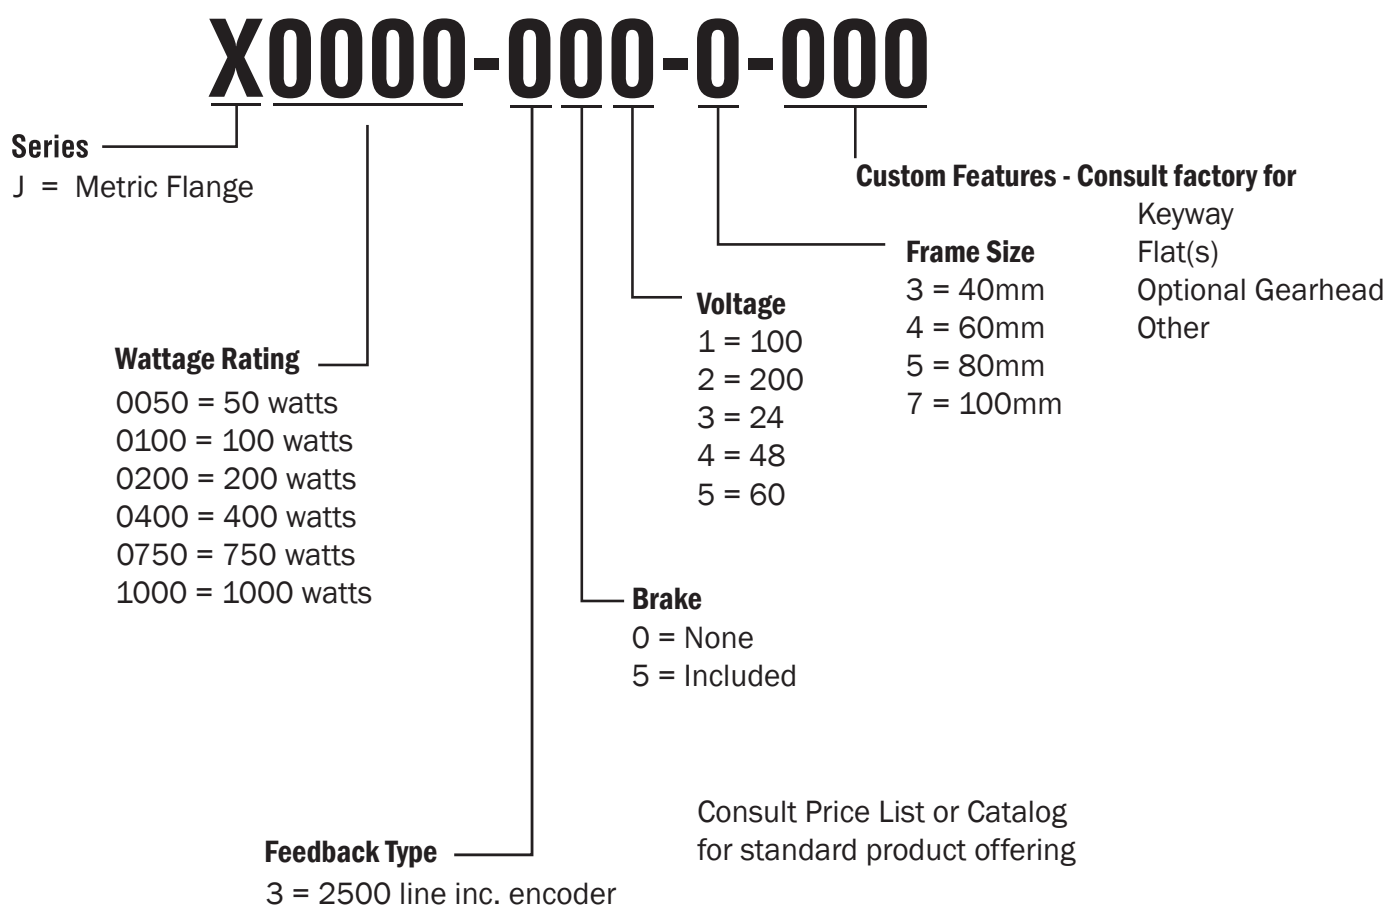 X0000-000-0-000
Series
J = Metric Flange
Custom Features - Consult factory for
Keyway
Flat(s)
Optional Gearhead
Other
Frame Size
3 = 40mm
4 = 60mm
5 = 80mm
7 = 100mm
Voltage
1 = 100
2 = 200
3 = 24
4 = 48
5 = 60
Wattage Rating
0050 = 50 watts
0100 = 100 watts
0200 = 200 watts
0400 = 400 watts
0750 = 750 watts
1000 = 1000 watts
Brake
0 = None
5 = Included
Consult Price List or Catalog
for standard product offering
Feedback Type
3 = 2500 line inc. encoder